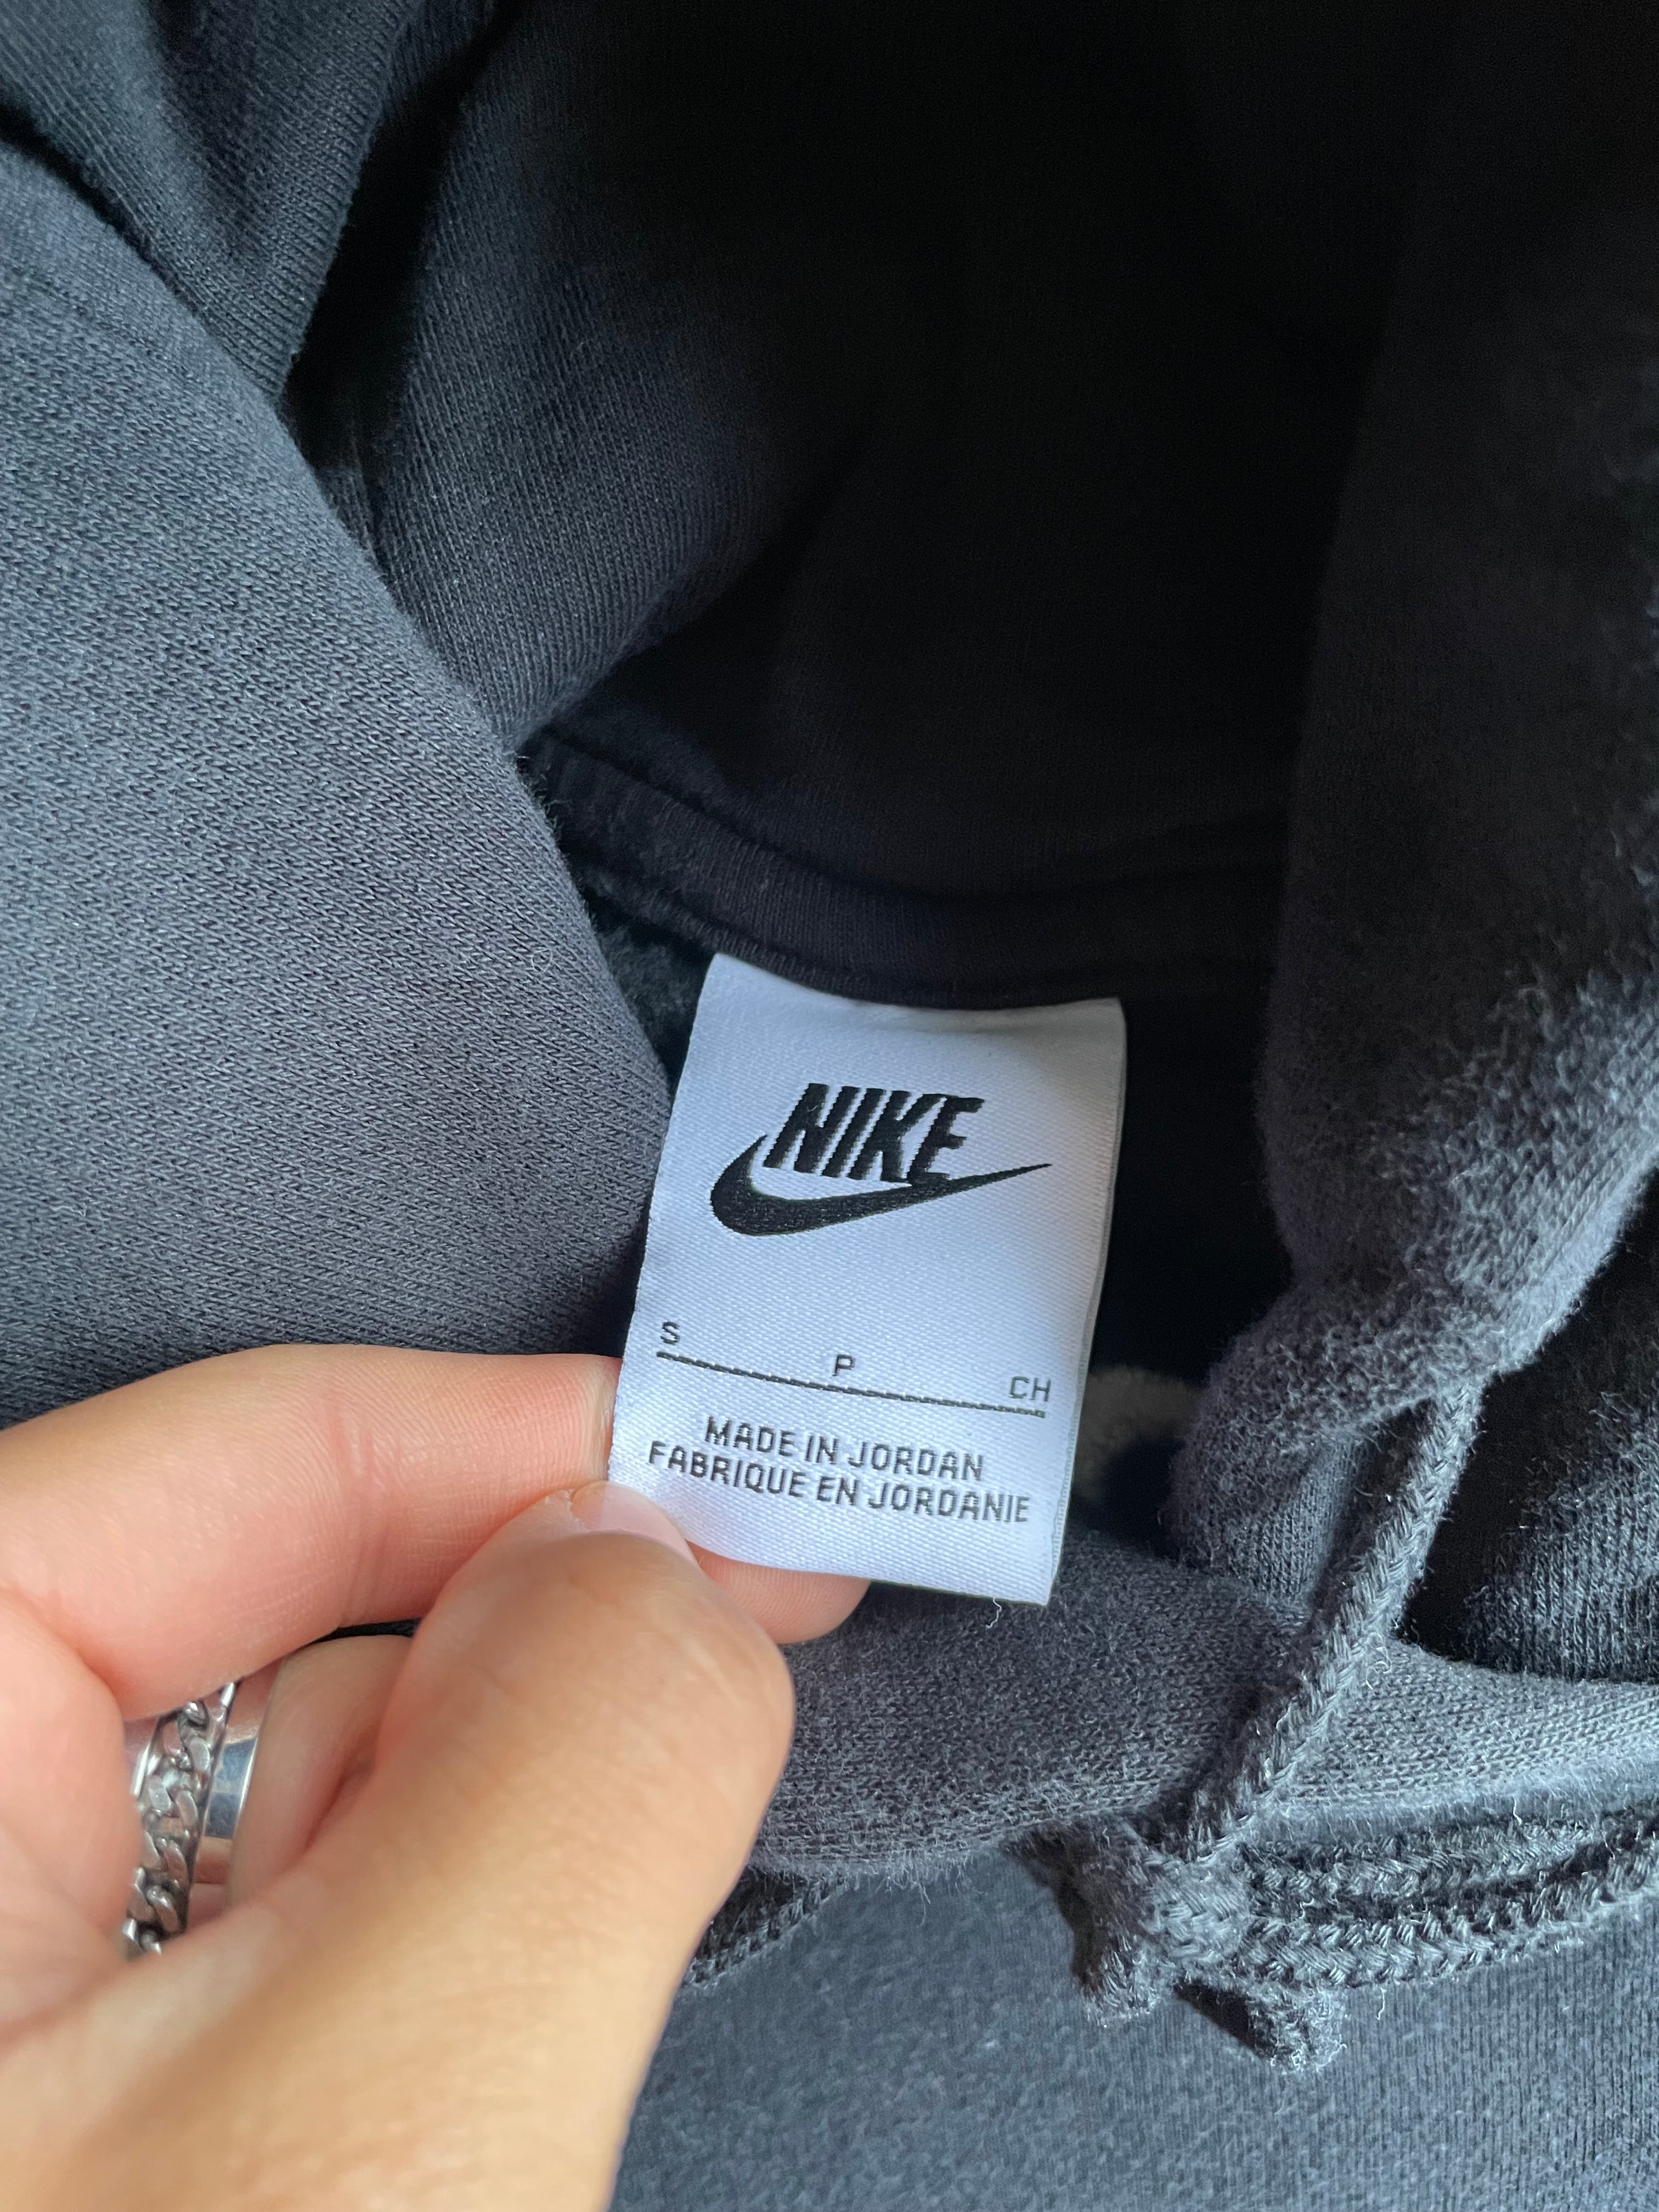 NIKE
S P CH
MADE IN JORDAN
FABRIQUE EN JORDANIE